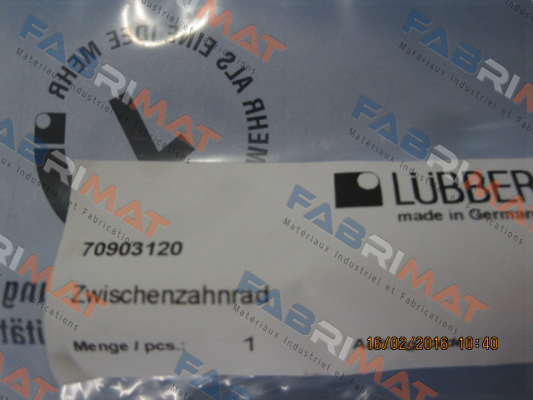 MEHR ALS EINE IDEE MEHR
LÜBBER
made in German
70903120
Zwischenzahnrad
Menge / pcs.: 1
16/02/2016 10:40
FABRIMAT
Materiaux Industriel et Fabrications